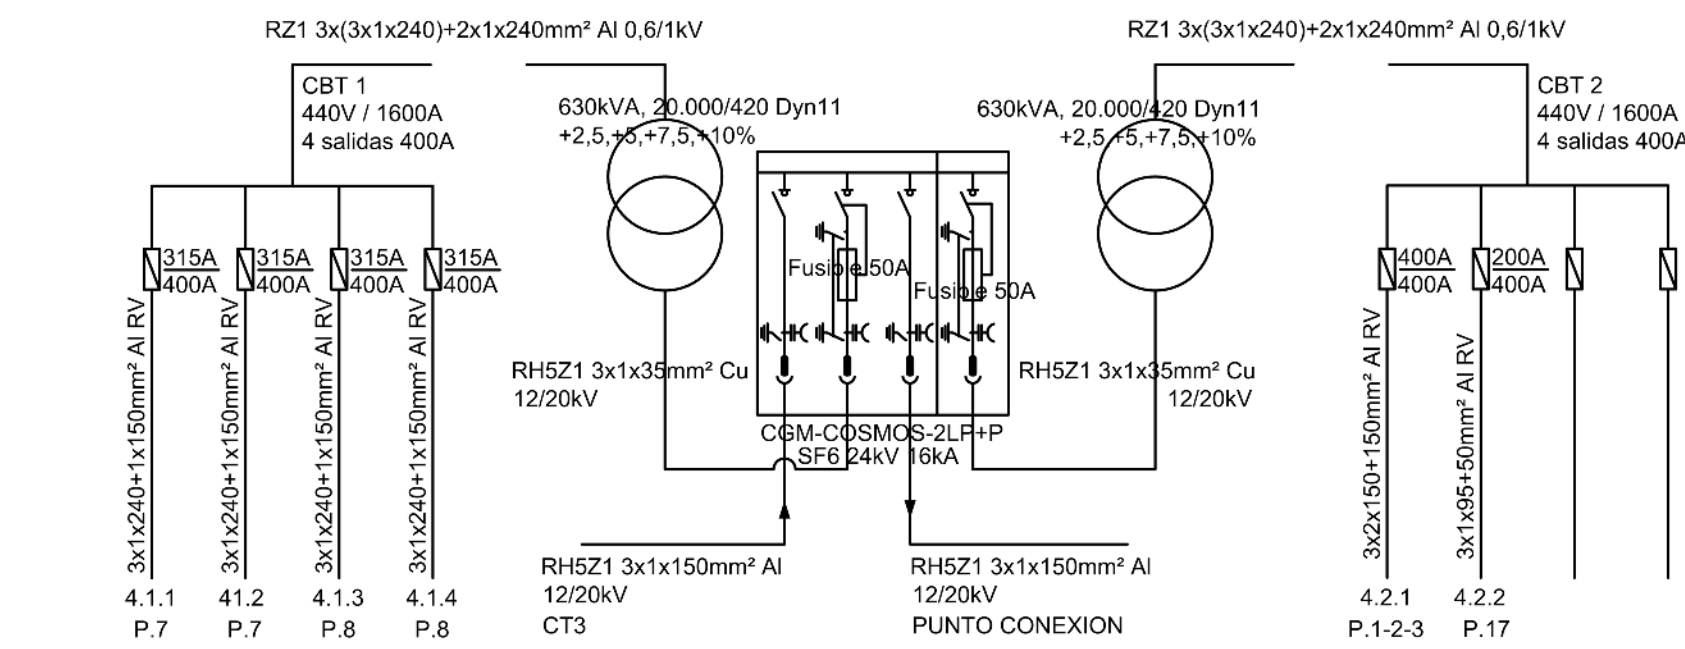 RZ1 3x(3x1x240)+2x1x240mm² Al 0,6/1kV
RZ1 3x(3x1x240)+2x1x240mm² Al 0,6/1kV
CBT 1
440V / 1600A
4 salidas 400A
630kVA, 20.000/420 Dyn11
+2,5,+5,+7,5,+10%
630kVA, 20.000/420 Dyn11
+2,5,+5,+7,5,+10%
CBT 2
440V / 1600A
4 salidas 400A
315A
400A
315A
400A
315A
400A
315A
400A
Fusible 50A
Fusible 50A
400A
400A
200A
400A
3x1x240+1x150mm² Al RV
3x1x240+1x150mm² Al RV
3x1x240+1x150mm² Al RV
3x1x240+1x150mm² Al RV
RH5Z1 3x1x35mm² Cu
12/20kV
RH5Z1 3x1x35mm² Cu
12/20kV
3x2x150+150mm² Al RV
3x1x95+50mm² Al RV
CGM-COSMOS-2LP+P
SF6 24kV 16kA
RH5Z1 3x1x150mm² Al
12/20kV
CT3
RH5Z1 3x1x150mm² Al
12/20kV
PUNTO CONEXION
4.1.1
P.7
41.2
P.7
4.1.3
P.8
4.1.4
P.8
4.2.1
P.1-2-3
4.2.2
P.17